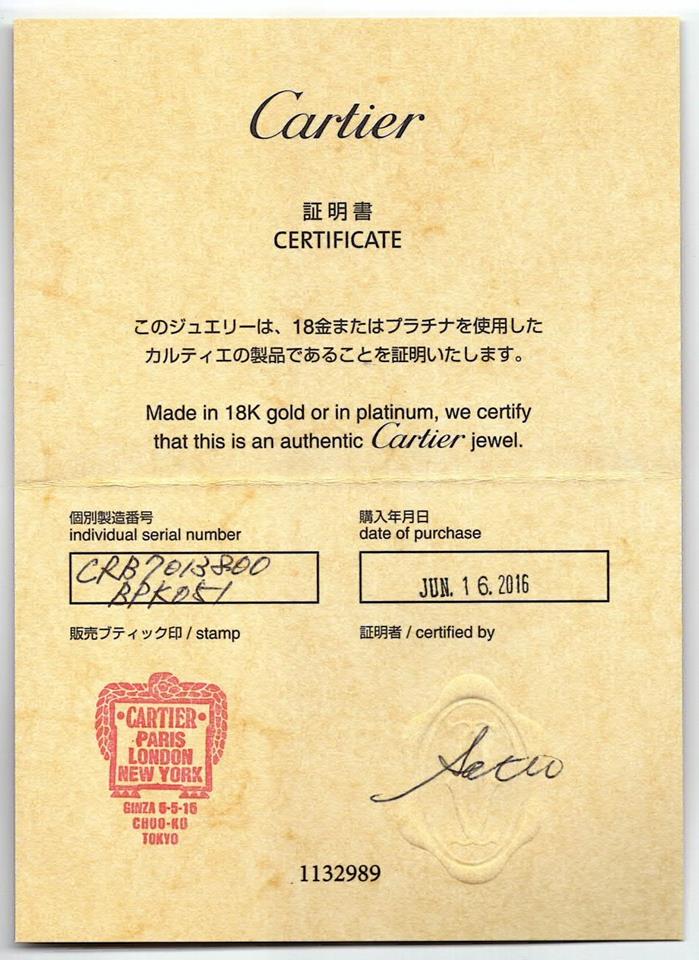 Cartier
証明書
CERTIFICATE
このジュエリーは、18金またはプラチナを使用した
カルティエの製品であることを証明いたします。
Made in 18K gold or in platinum, we certify
that this is an authentic Cartier jewel.
個別製造番号
individual serial number
CRB7013800
BPK051
購入年月日
date of purchase
JUN. 16. 2016
販売ブティック印 / stamp
証明者 / certified by
・CARTIER・
PARIS
LONDON
NEW YORK
GINZA 5-5-15
CHUO-KU
TOKYO
1132989